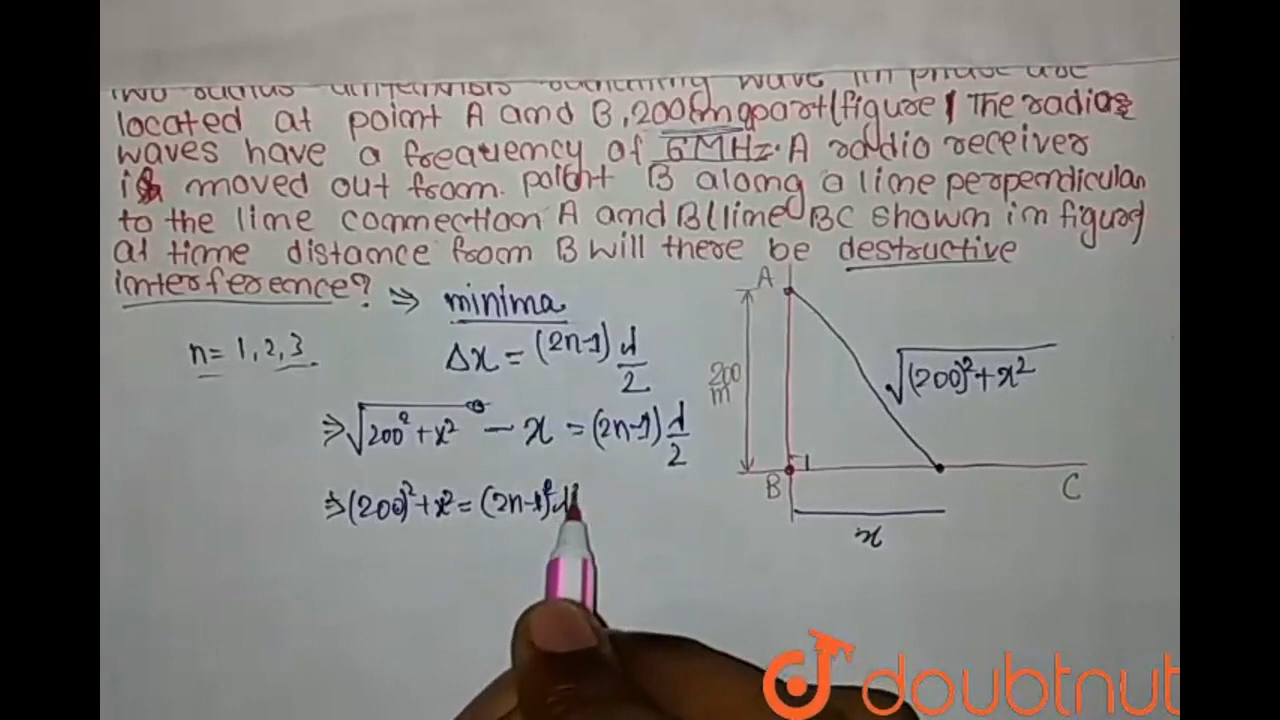 located at point A and B, 200m apart (figure) The radio
waves have a frequency of 6 MHz. A radio receiver
is moved out from point B along a line perpendicular
to the line connection A and B (line BC shown in figure)
at time distance from B will there be destructive
interference? ⇒ minima
n = 1, 2, 3
Δx = (2n-1) λ/2
⇒ √200² + x² - x = (2n-1) λ/2
⇒ (200)² + x² = (2n-1)² λ
A
200
m
√(200)² + x²
B
C
x
doubtnut